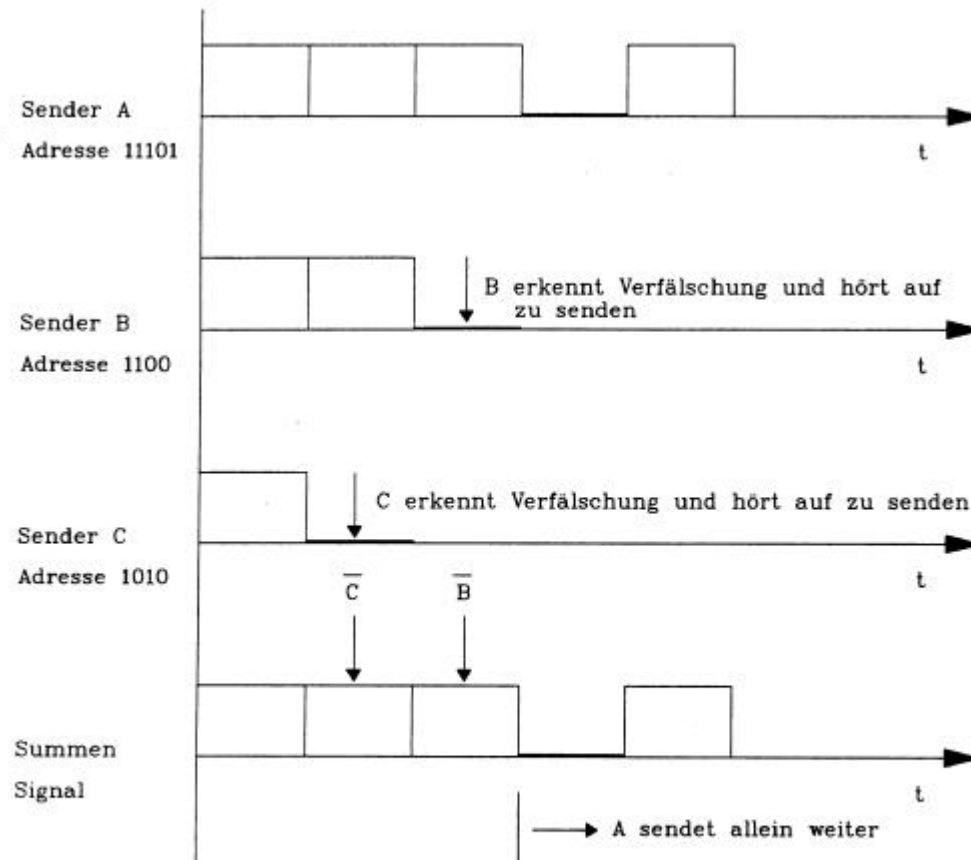 Sender A
Adresse 11101
t
B erkennt Verfälschung und hört auf
zu senden
Sender B
Adresse 1100
t
C erkennt Verfälschung und hört auf zu senden
Sender C
Adresse 1010
t
C̅ B̅
Summen
Signal
t
A sendet allein weiter